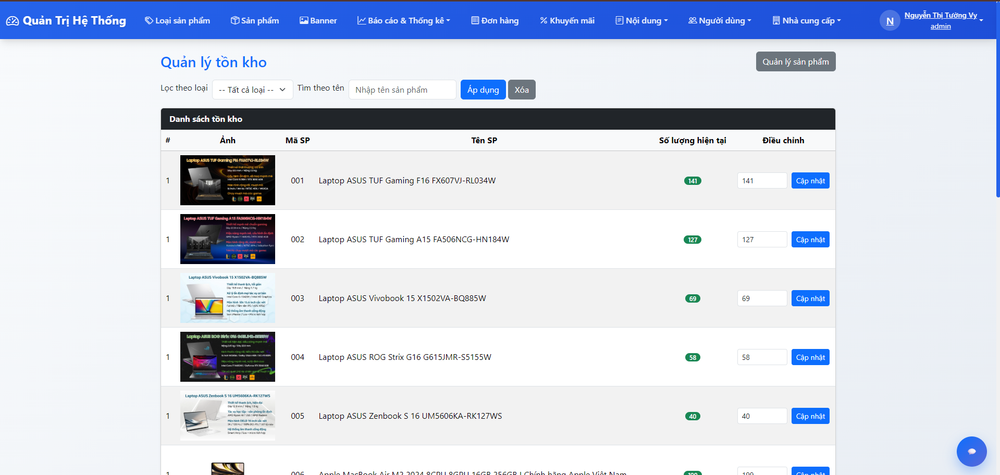 Quản Trị Hệ Thống
Loại sản phẩm
Sản phẩm
Banner
Báo cáo & Thống kê
Đơn hàng
Khuyến mãi
Nội dung
Người dùng
Nhà cung cấp
N
Nguyễn Thị Tường Vy
admin
Quản lý tồn kho
Quản lý sản phẩm
Lọc theo loại
-- Tất cả loại --
Tìm theo tên
Nhập tên sản phẩm
Áp dụng
Xóa
Danh sách tồn kho
# Ảnh Mã SP Tên SP Số lượng hiện tại Điều chỉnh
Laptop ASUS TUF Gaming F16 FX607VJ-RL034W
1 001 Laptop ASUS TUF Gaming F16 FX607VJ-RL034W 141 141 Cập nhật
Laptop ASUS TUF Gaming A15 FA506NCG-HN184W
1 002 Laptop ASUS TUF Gaming A15 FA506NCG-HN184W 127 127 Cập nhật
Laptop ASUS Vivobook 15 X1502VA-BQ885W
1 003 Laptop ASUS Vivobook 15 X1502VA-BQ885W 69 69 Cập nhật
Laptop ASUS ROG Strix G16 G615JMR-S5155W
1 004 Laptop ASUS ROG Strix G16 G615JMR-S5155W 58 58 Cập nhật
Laptop ASUS Zenbook S 16 UM5606KA-RK127WS
1 005 Laptop ASUS Zenbook S 16 UM5606KA-RK127WS 40 40 Cập nhật
1 006 Apple MacBook Air M2 2024 8CPU 8GPU 16GB 256GB | Chính hãng Apple Việt Nam 199 199 Cập nhật